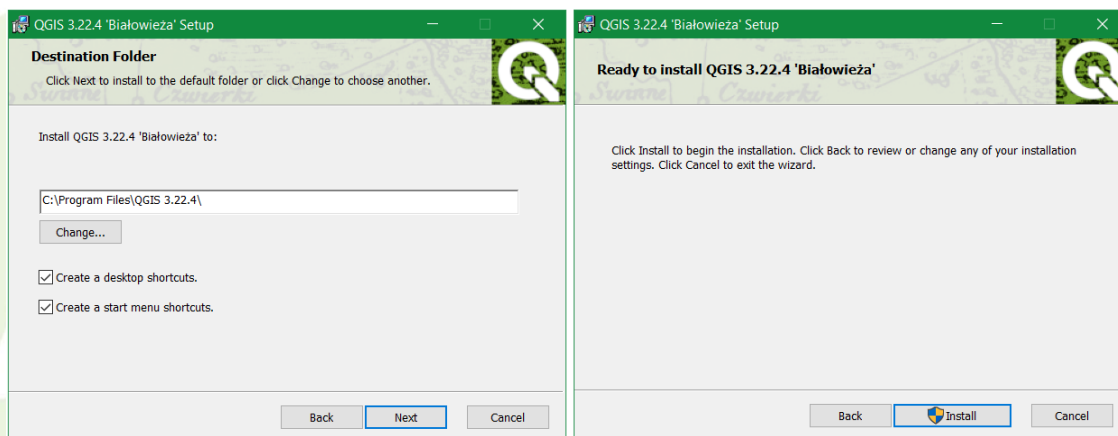 QGIS 3.22.4 'Białowieża' Setup
Destination Folder
Click Next to install to the default folder or click Change to choose another.
Swinne Czwierki
Install QGIS 3.22.4 'Białowieża' to:
C:\Program Files\QGIS 3.22.4\
Change...
Create a desktop shortcuts.
Create a start menu shortcuts.
Back Next Cancel
QGIS 3.22.4 'Białowieża' Setup
Ready to install QGIS 3.22.4 'Białowieża'
Swinne Czwierki
Click Install to begin the installation. Click Back to review or change any of your installation
settings. Click Cancel to exit the wizard.
Back Install Cancel